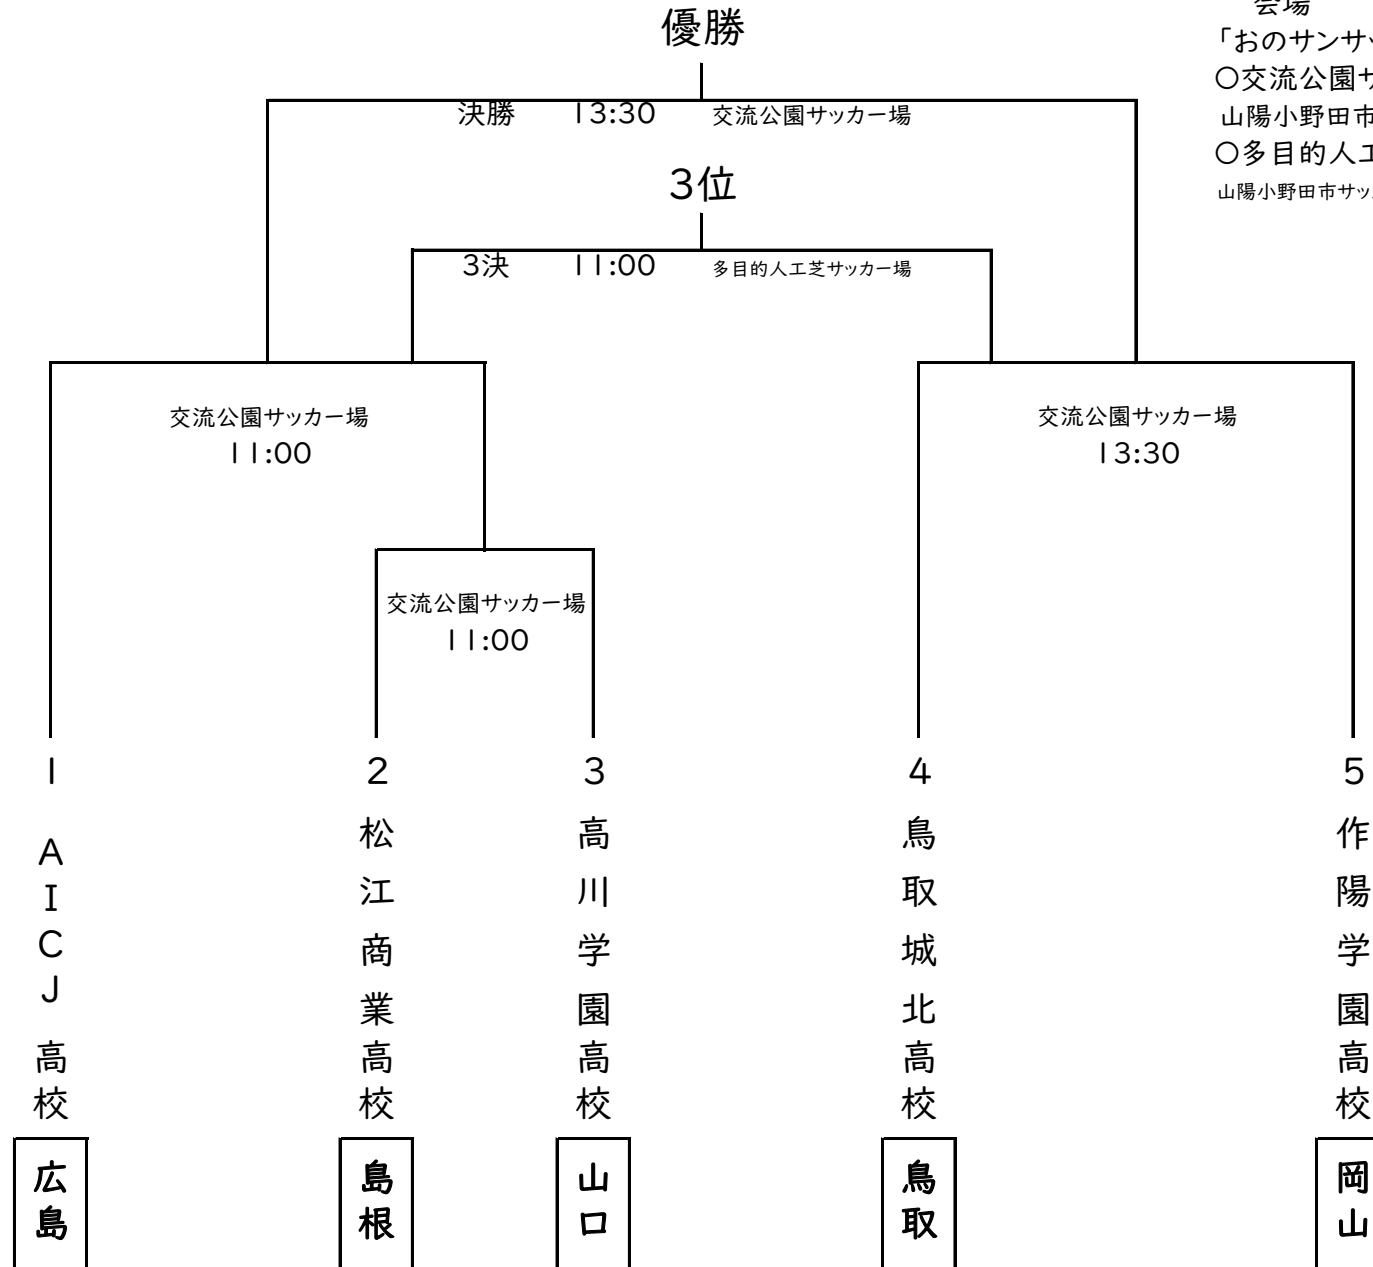 優勝
決勝 13:30 交流公園サッカー場
3位
3決 11:00 多目的人工芝サッカー場
会場
「おのサンサッ
○交流公園サ
山陽小野田市
○多目的人工
山陽小野田市サッ
交流公園サッカー場
11:00
交流公園サッカー場
13:30
交流公園サッカー場
11:00
1
AICJ高校
広島
2
松江商業高校
島根
3
高川学園高校
山口
4
鳥取城北高校
鳥取
5
作陽学園高校
岡山